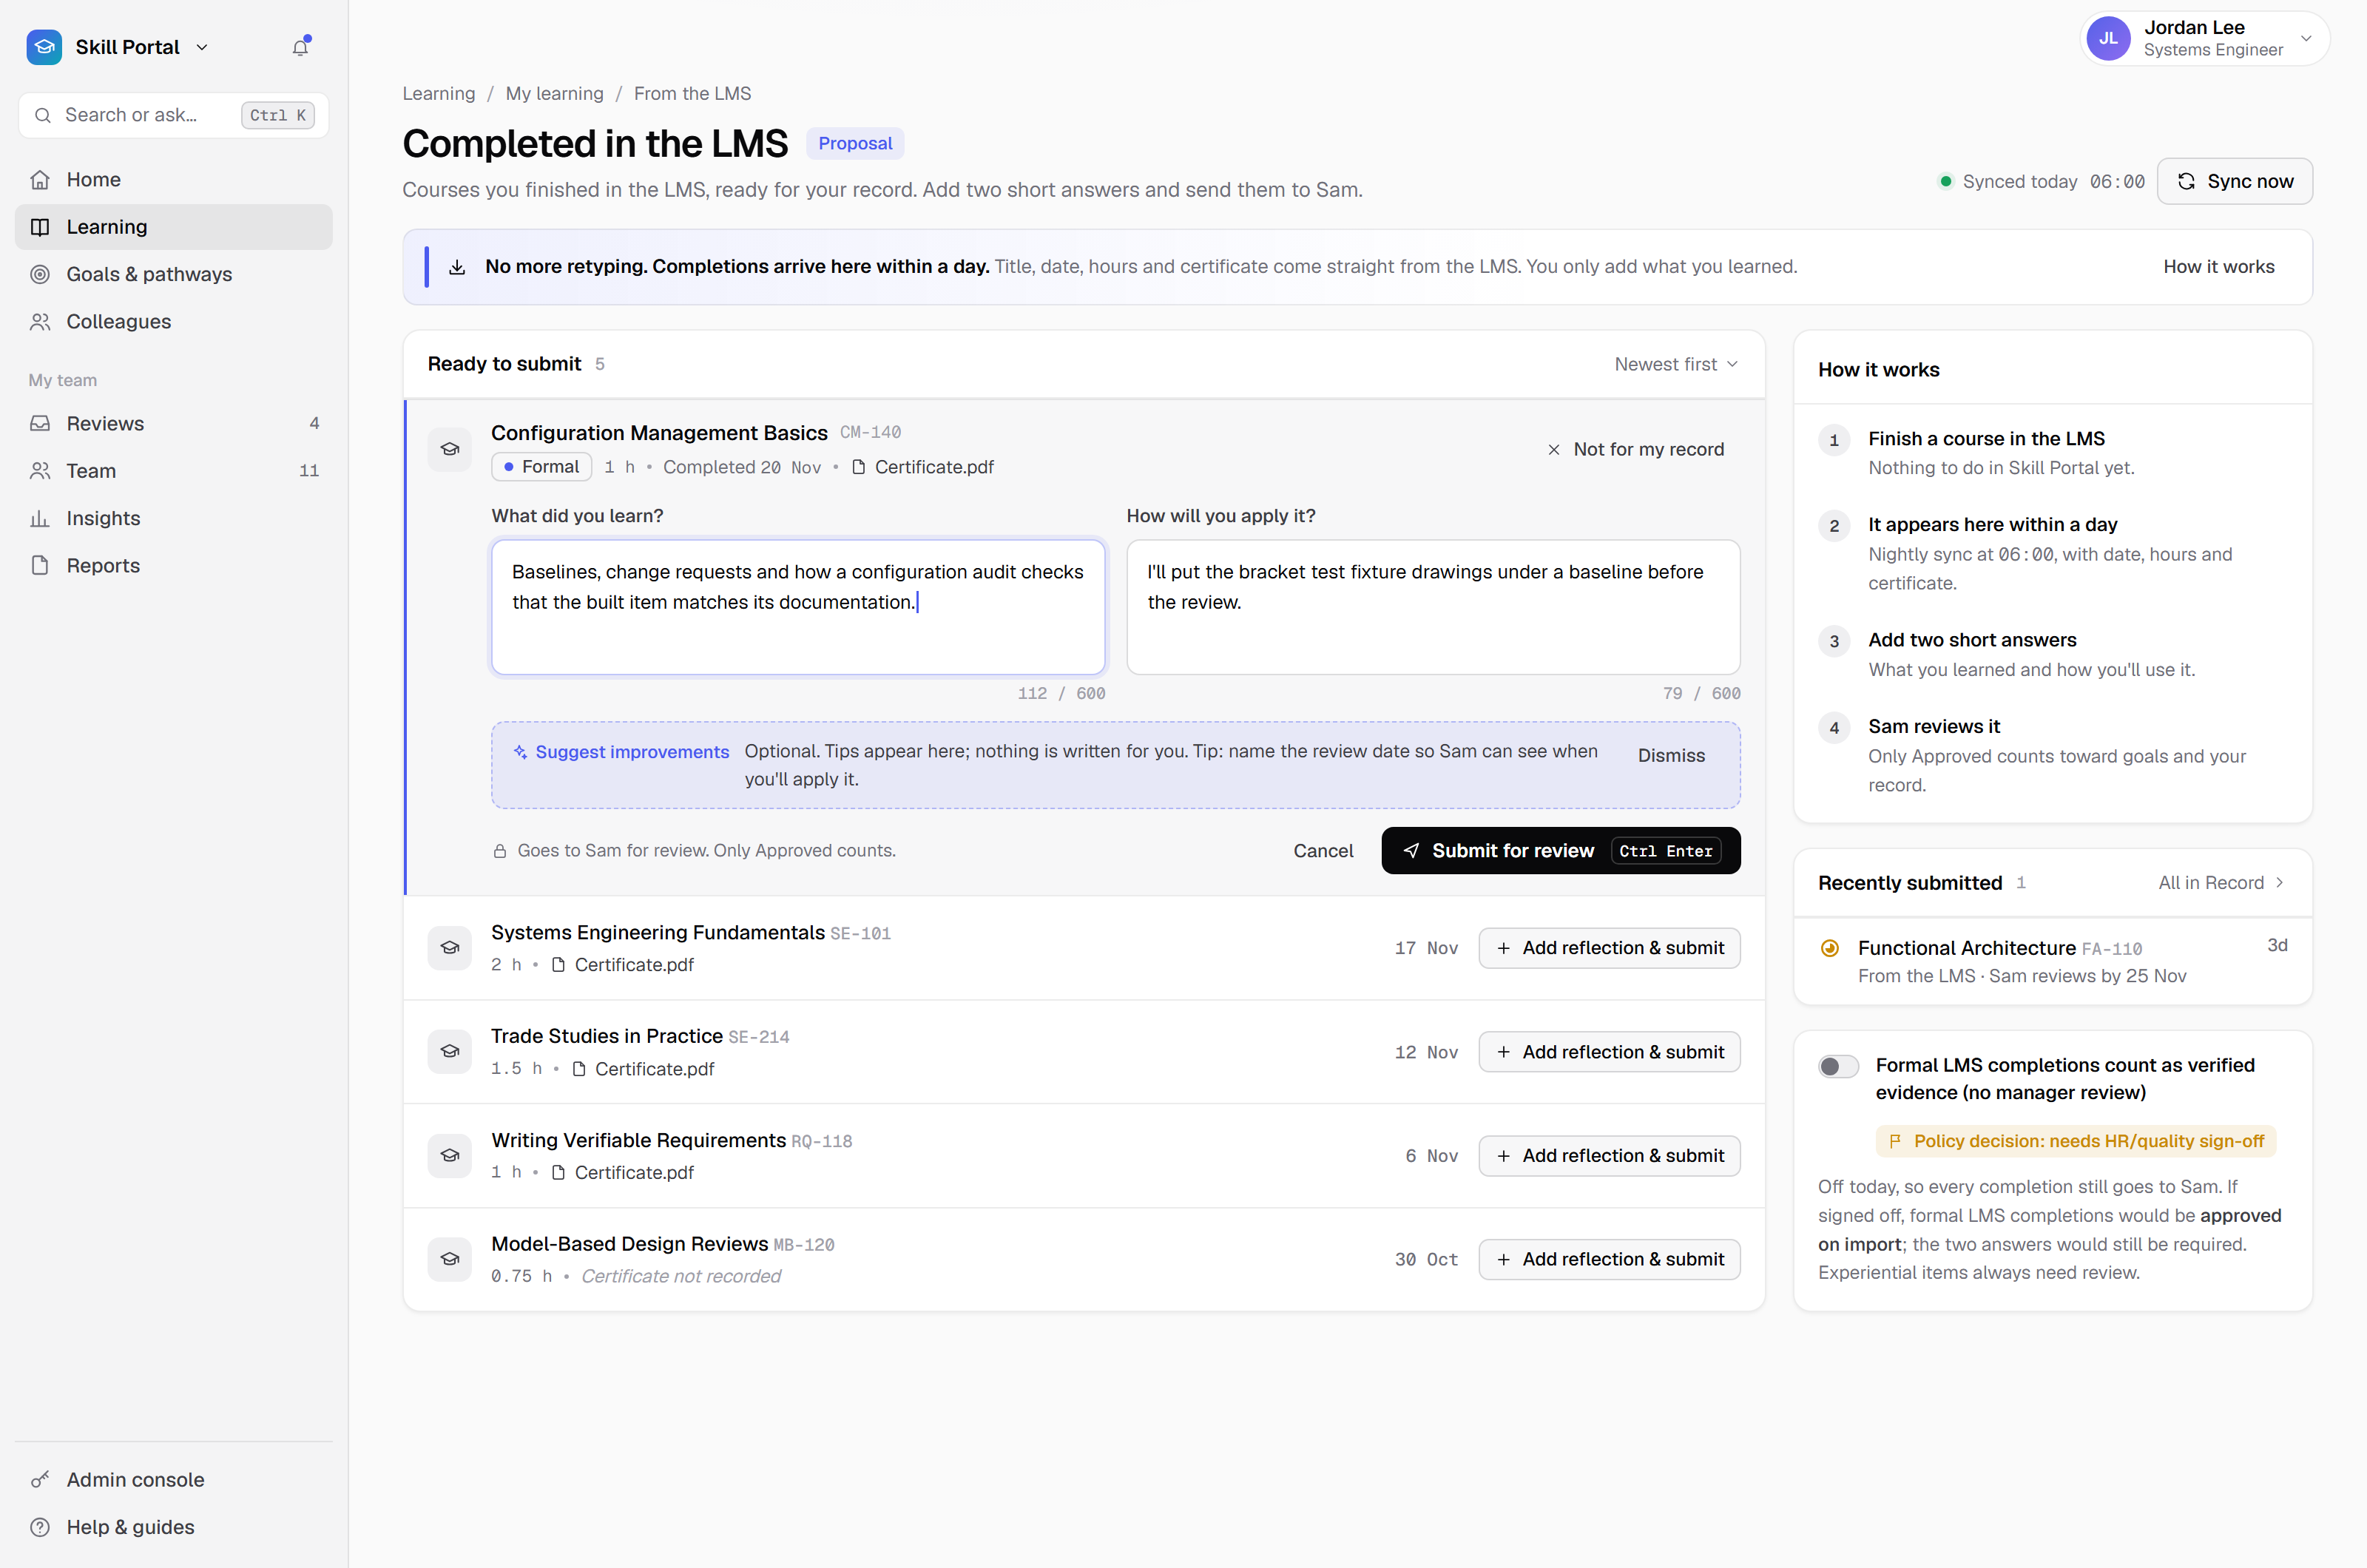 Skill Portal
Search or ask...
Ctrl K
Home
Learning
Goals & pathways
Colleagues
My team
Reviews 4
Team 11
Insights
Reports
Admin console
Help & guides
JL
Jordan Lee
Systems Engineer
Learning / My learning / From the LMS
Completed in the LMS Proposal
Courses you finished in the LMS, ready for your record. Add two short answers and send them to Sam.
Synced today 06:00
Sync now
No more retyping. Completions arrive here within a day. Title, date, hours and certificate come straight from the LMS. You only add what you learned.
How it works
Ready to submit 5
Newest first
Configuration Management Basics CM-140
Formal 1 h • Completed 20 Nov • Certificate.pdf
Not for my record
What did you learn?
Baselines, change requests and how a configuration audit checks
that the built item matches its documentation.
112 / 600
How will you apply it?
I'll put the bracket test fixture drawings under a baseline before
the review.
79 / 600
Suggest improvements Optional. Tips appear here; nothing is written for you. Tip: name the review date so Sam can see when
you'll apply it.
Dismiss
Goes to Sam for review. Only Approved counts.
Cancel
Submit for review Ctrl Enter
Systems Engineering Fundamentals SE-101
2 h • Certificate.pdf
17 Nov
Add reflection & submit
Trade Studies in Practice SE-214
1.5 h • Certificate.pdf
12 Nov
Add reflection & submit
Writing Verifiable Requirements RQ-118
1 h • Certificate.pdf
6 Nov
Add reflection & submit
Model-Based Design Reviews MB-120
0.75 h • Certificate not recorded
30 Oct
Add reflection & submit
How it works
1 Finish a course in the LMS
Nothing to do in Skill Portal yet.
2 It appears here within a day
Nightly sync at 06:00, with date, hours and
certificate.
3 Add two short answers
What you learned and how you'll use it.
4 Sam reviews it
Only Approved counts toward goals and your
record.
Recently submitted 1
All in Record
Functional Architecture FA-110
3d
From the LMS · Sam reviews by 25 Nov
Formal LMS completions count as verified
evidence (no manager review)
Policy decision: needs HR/quality sign-off
Off today, so every completion still goes to Sam. If
signed off, formal LMS completions would be approved
on import; the two answers would still be required.
Experiential items always need review.